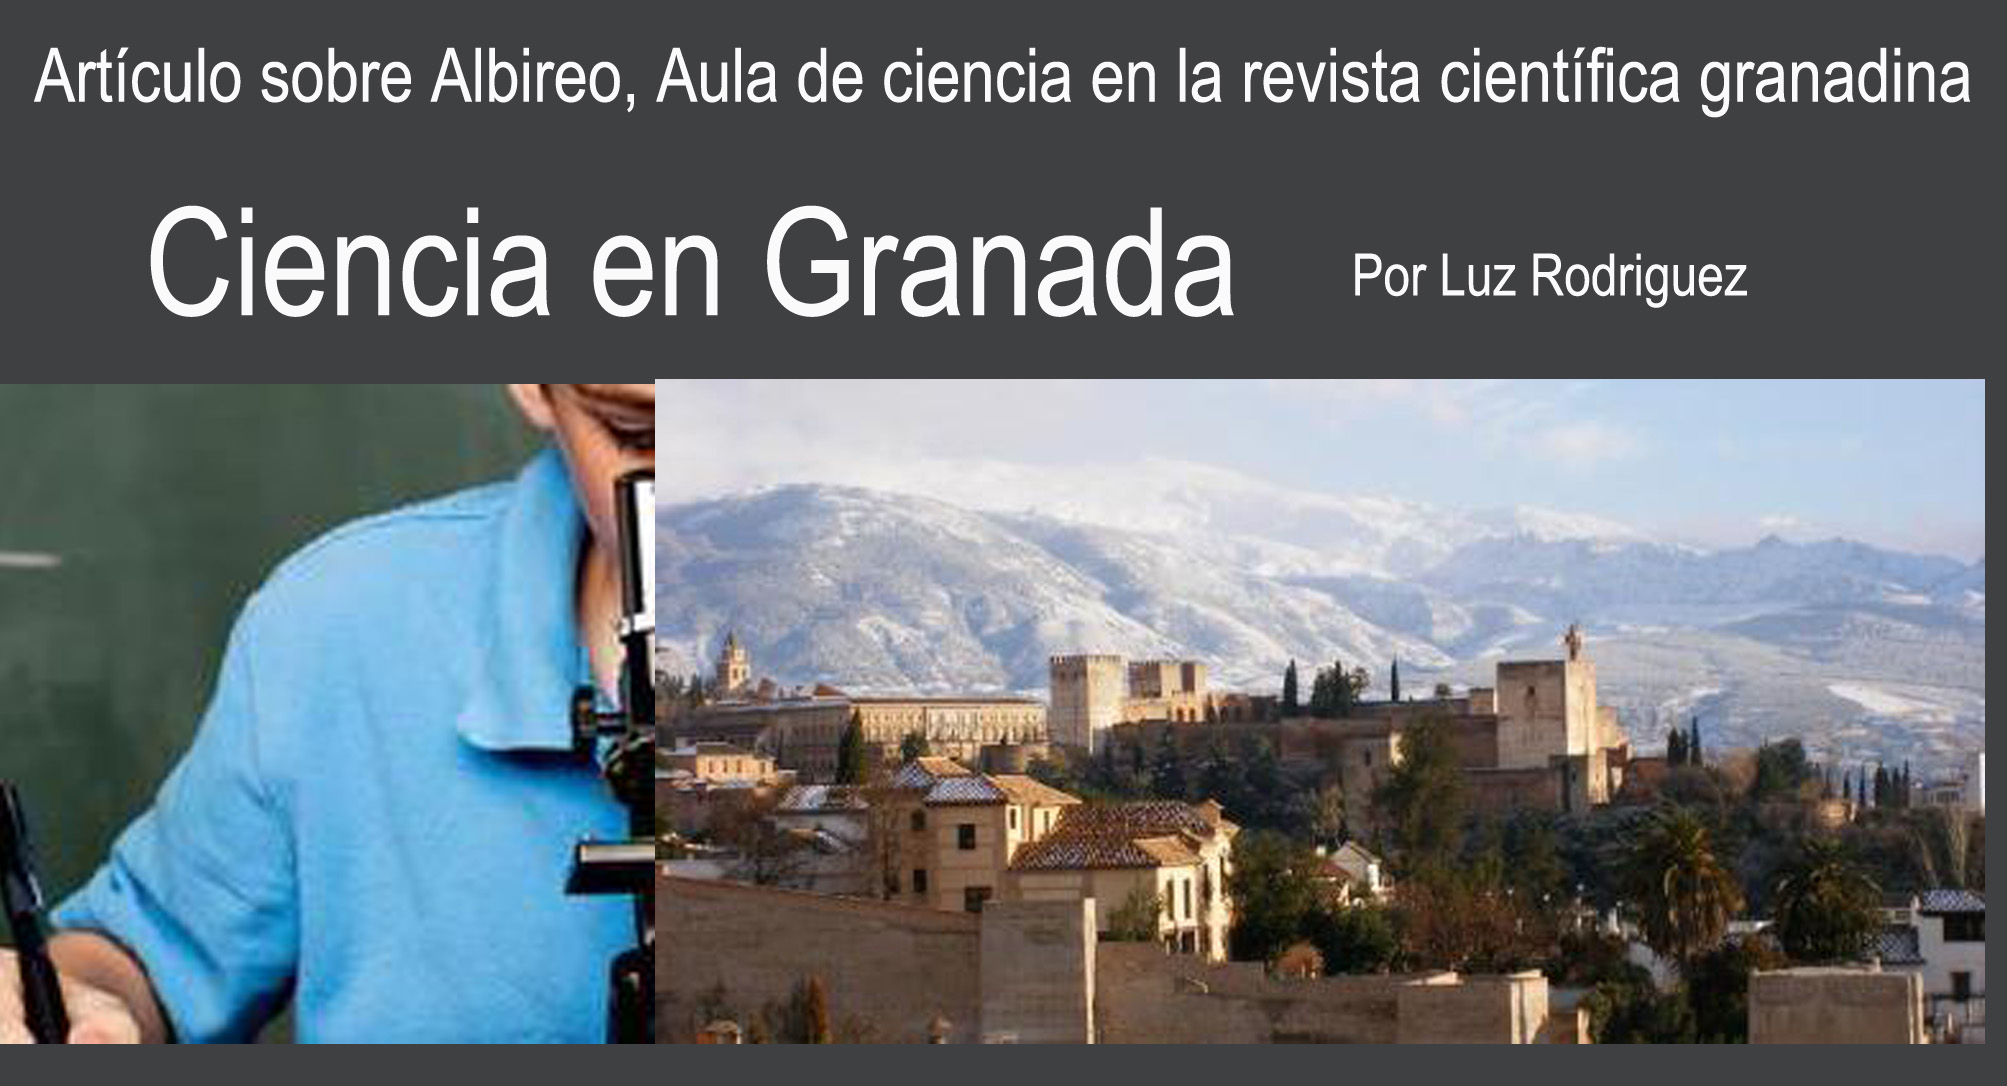 Artículo sobre Albireo, Aula de ciencia en la revista científica granadina
Ciencia en Granada
Por Luz Rodriguez